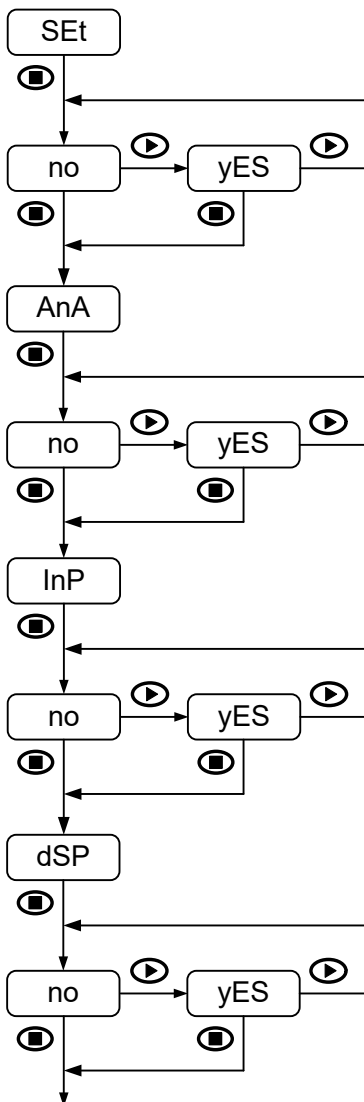 SEt
no yES
AnA
no yES
InP
no yES
dSP
no yES